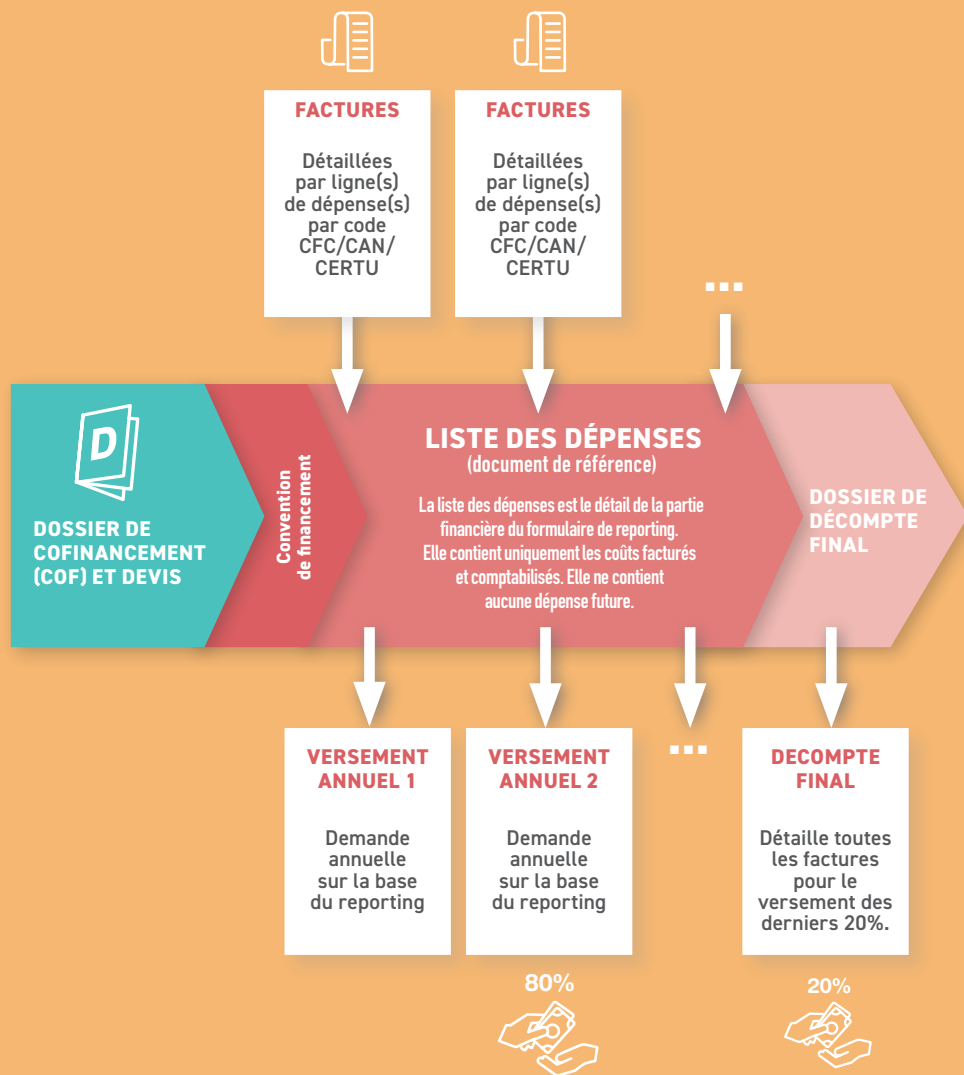 FACTURES
Détaillées
par ligne(s)
de dépense(s)
par code
CFC/CAN/
CERTU
FACTURES
Détaillées
par ligne(s)
de dépense(s)
par code
CFC/CAN/
CERTU
...
D
DOSSIER DE
COFINANCEMENT
(COF) ET DEVIS
Convention
de financement
LISTE DES DÉPENSES
(document de référence)
La liste des dépenses est le détail de la partie
financière du formulaire de reporting.
Elle contient uniquement les coûts facturés
et comptabilisés. Elle ne contient
aucune dépense future.
DOSSIER DE
DÉCOMPTE
FINAL
VERSEMENT
ANNUEL 1
Demande
annuelle
sur la base
du reporting
VERSEMENT
ANNUEL 2
Demande
annuelle
sur la base
du reporting
80%
...
DECOMPTE
FINAL
Détaille toutes
les factures
pour le
versement des
derniers 20%.
20%